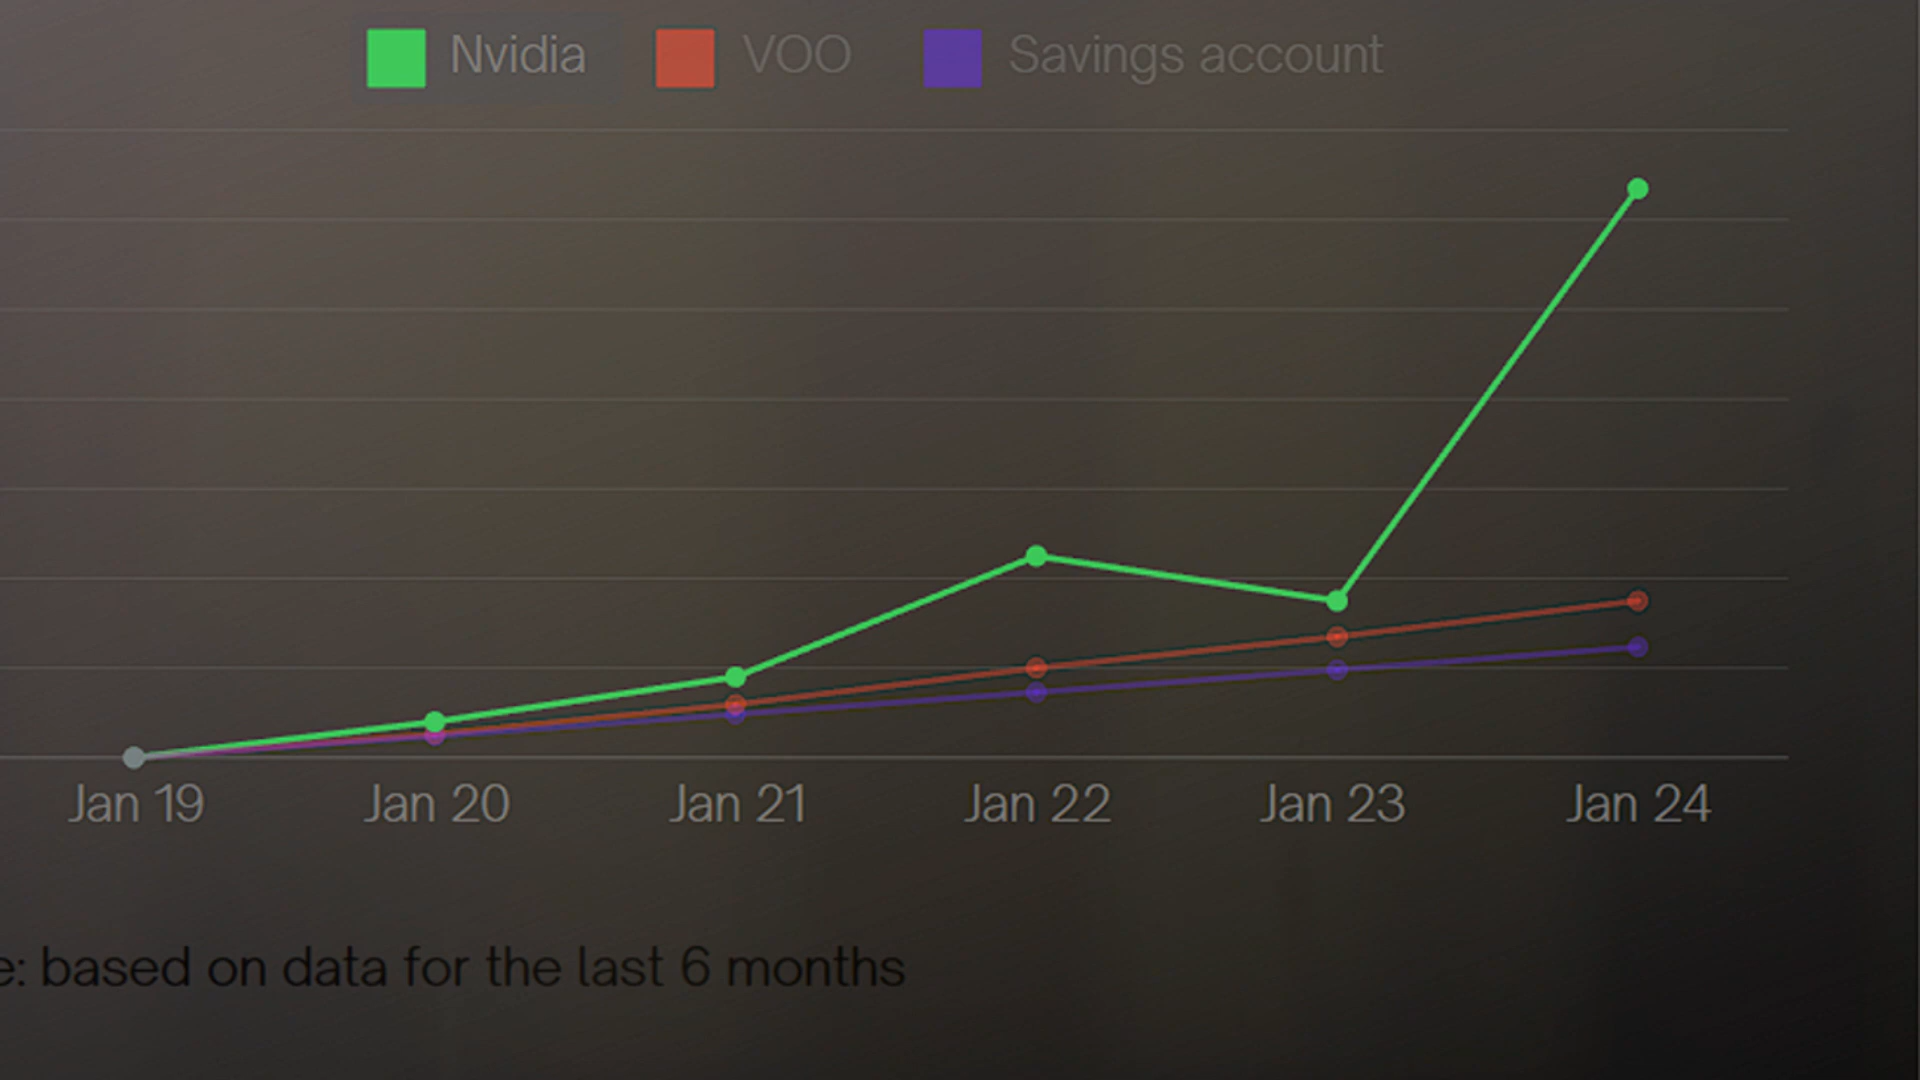 Nvidia VOO Savings account
Jan 19 Jan 20 Jan 21 Jan 22 Jan 23 Jan 24
e: based on data for the last 6 months